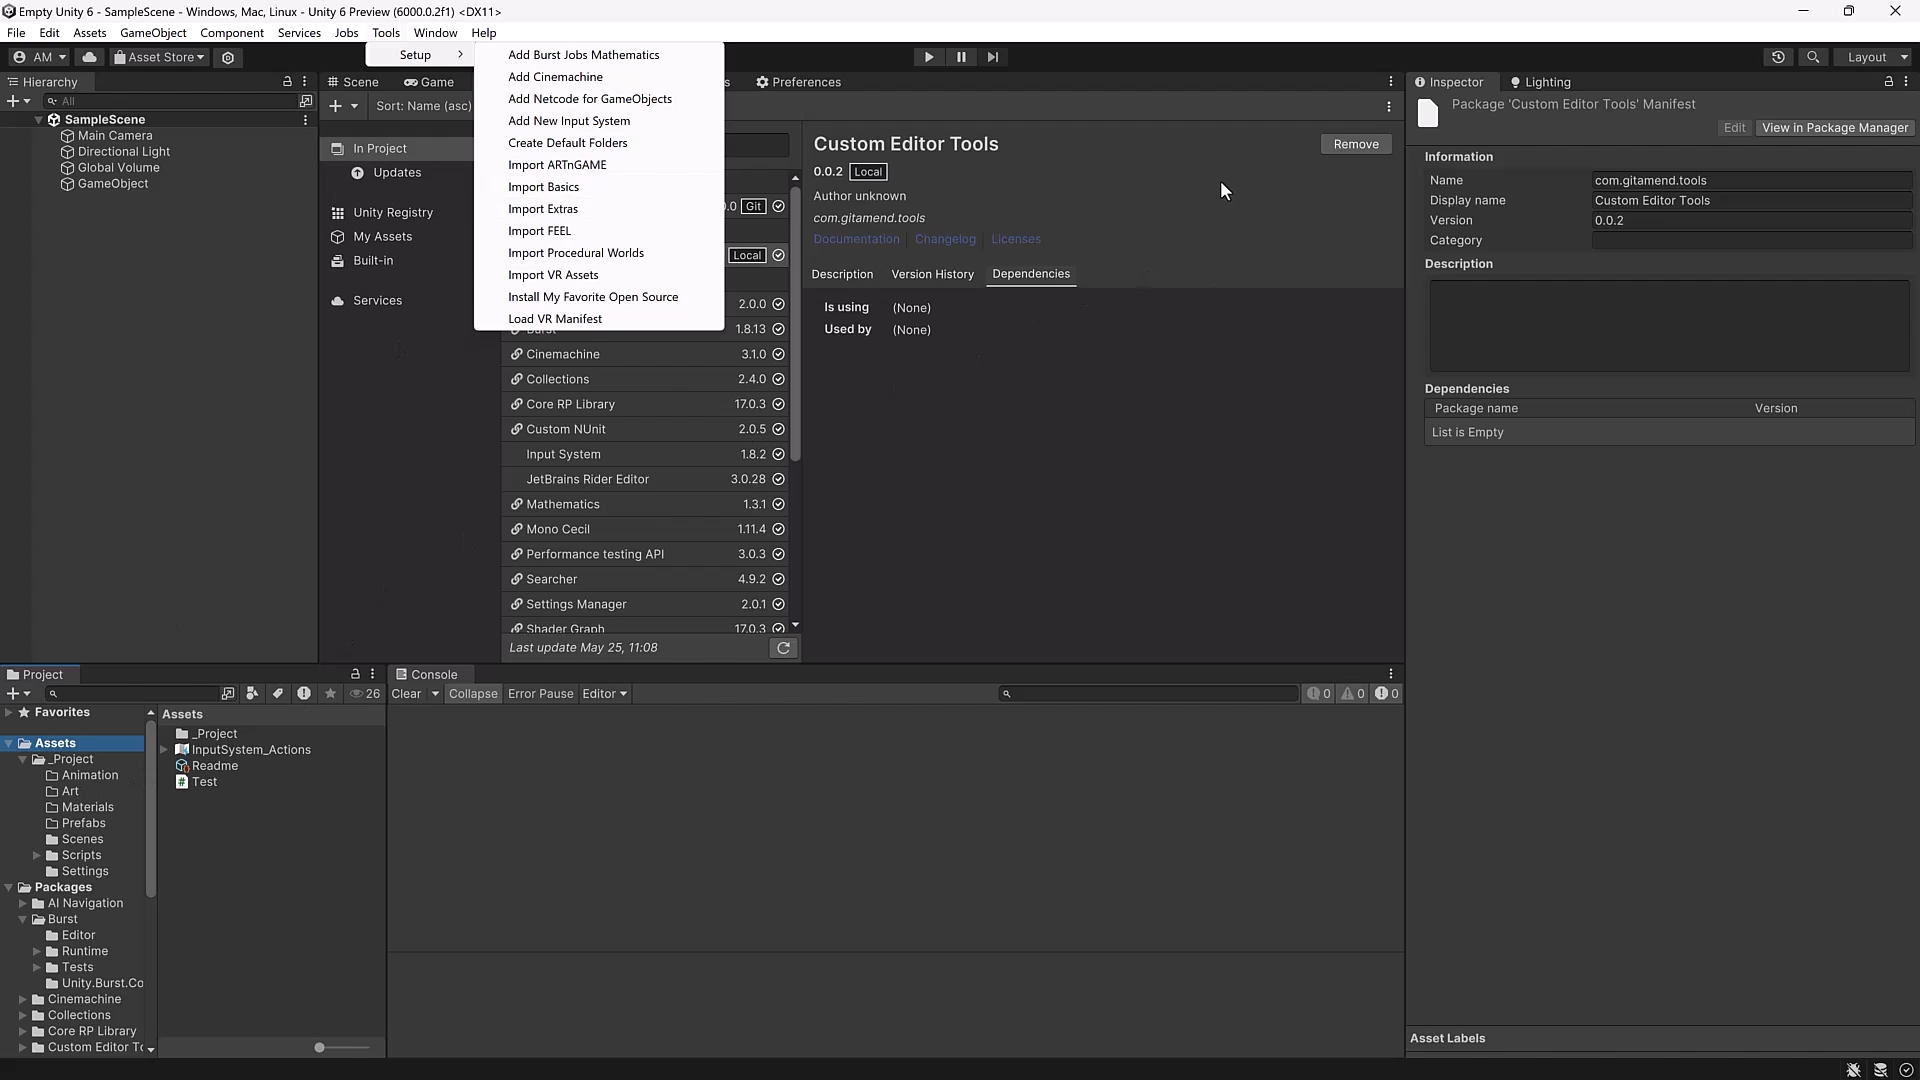 Empty Unity 6 - SampleScene - Windows, Mac, Linux - Unity 6 Preview (6000.0.2f1) <DX11>
File Edit Assets GameObject Component Services Jobs Tools Window Help
AM Asset Store Layout
Setup
Add Burst Jobs Mathematics
Add Cinemachine
Add Netcode for GameObjects
Add New Input System
Create Default Folders
Import ARTnGAME
Import Basics
Import Extras
Import FEEL
Import Procedural Worlds
Import VR Assets
Install My Favorite Open Source
Load VR Manifest
Hierarchy
All
SampleScene
Main Camera
Directional Light
Global Volume
GameObject
Scene Game s Preferences
Sort: Name (asc)
In Project
Updates
Unity Registry
My Assets
Built-in
Services
.0 Git
Local
2.0.0
Burst 1.8.13
Cinemachine 3.1.0
Collections 2.4.0
Core RP Library 17.0.3
Custom NUnit 2.0.5
Input System 1.8.2
JetBrains Rider Editor 3.0.28
Mathematics 1.3.1
Mono Cecil 1.11.4
Performance testing API 3.0.3
Searcher 4.9.2
Settings Manager 2.0.1
Shader Graph 17.0.3
Last update May 25, 11:08
Custom Editor Tools Remove
0.0.2 Local
Author unknown
com.gitamend.tools
Documentation Changelog Licenses
Description Version History Dependencies
Is using (None)
Used by (None)
Inspector Lighting
Package 'Custom Editor Tools' Manifest
Edit View in Package Manager
Information
Name com.gitamend.tools
Display name Custom Editor Tools
Version 0.0.2
Category
Description
Dependencies
Package name Version
List is Empty
Asset Labels
Project
26
Favorites
Assets
_Project
Animation
Art
Materials
Prefabs
Scenes
Scripts
Settings
Packages
AI Navigation
Burst
Editor
Runtime
Tests
Unity.Burst.Co
Cinemachine
Collections
Core RP Library
Custom Editor To
Assets
_Project
InputSystem_Actions
Readme
Test
Console
Clear Collapse Error Pause Editor 0 0 0